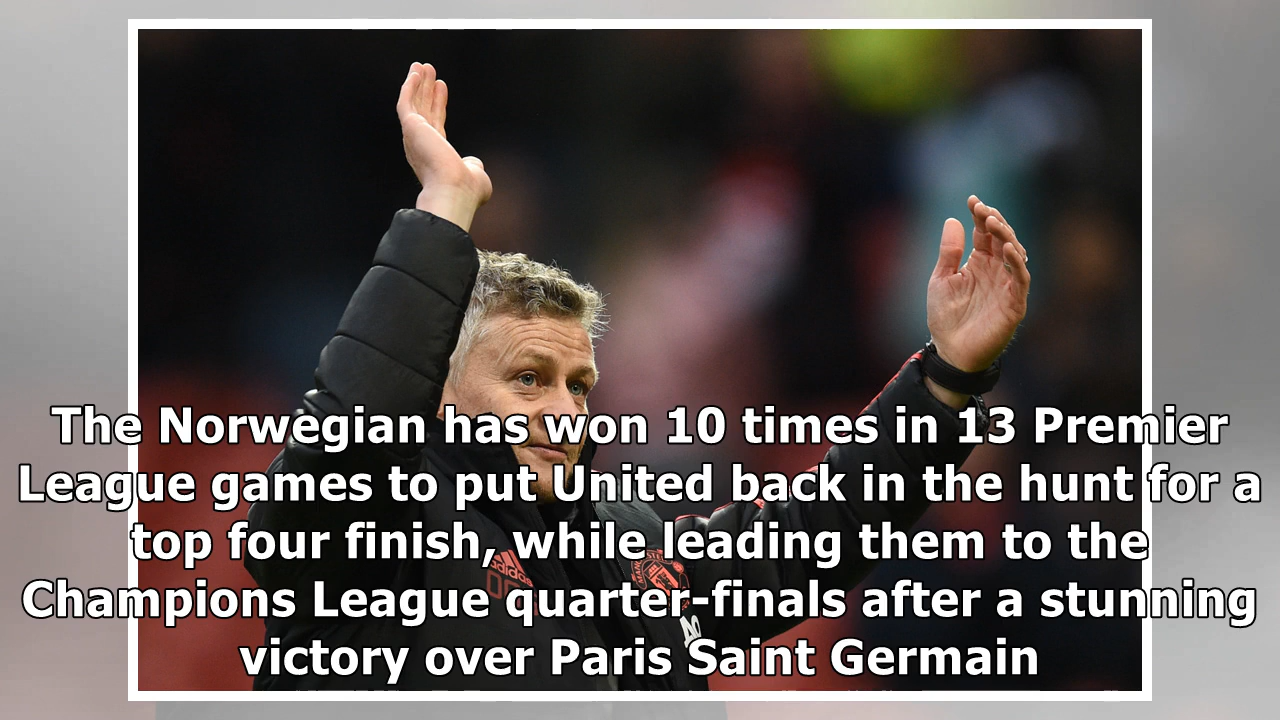 The Norwegian has won 10 times in 13 Premier
League games to put United back in the hunt for a
top four finish, while leading them to the
Champions League quarter-finals after a stunning
victory over Paris Saint Germain
adidas